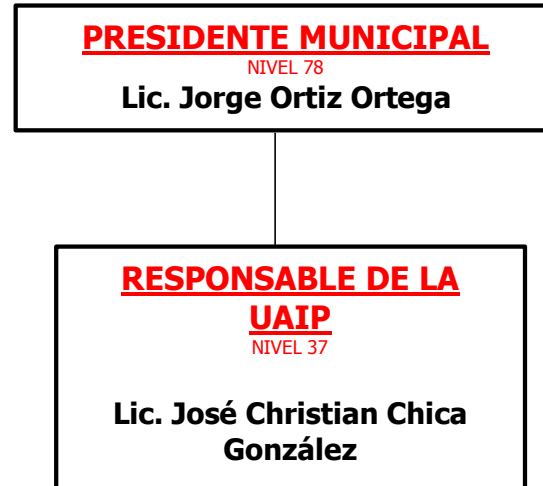 PRESIDENTE MUNICIPAL
NIVEL 78
Lic. Jorge Ortiz Ortega
RESPONSABLE DE LA
UAIP
NIVEL 37
Lic. José Christian Chica
González